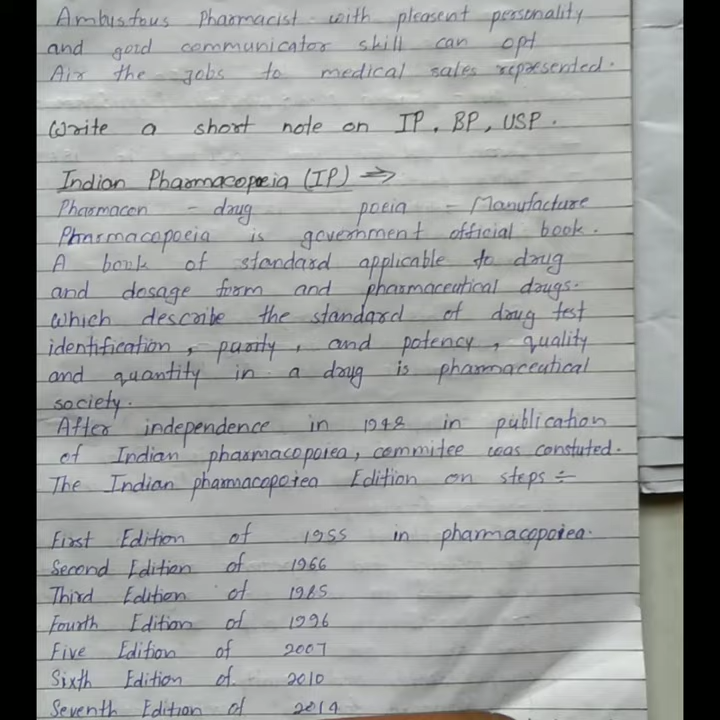 Ambustous Pharmacist with pleasent personality
and gord communicator skill can opt
Air the jobs to medical sales represented.
Write a short note on IP, BP, USP.
Indian Pharmacopoeia (IP) ⇒
Pharmacon - drug poeia - Manufacture
Pharmacopoeia is government official book.
A book of standard applicable to drug
and dosage form and pharmaceutical drugs.
Which describe the standard of drug test
identification, purity, and potency, quality
and quantity in a drug is pharmaceutical
society.
After independence in 1948 in publication
of Indian pharmacopoiea, commitee was constuted.
The Indian pharmacopoiea Edition on steps ÷
First Edition of 1955 in pharmacopoiea.
Second Edition of 1966
Third Edition of 1985
Fourth Edition of 1996
Five Edition of 2007
Sixth Edition of 2010
Seventh Edition of 2014